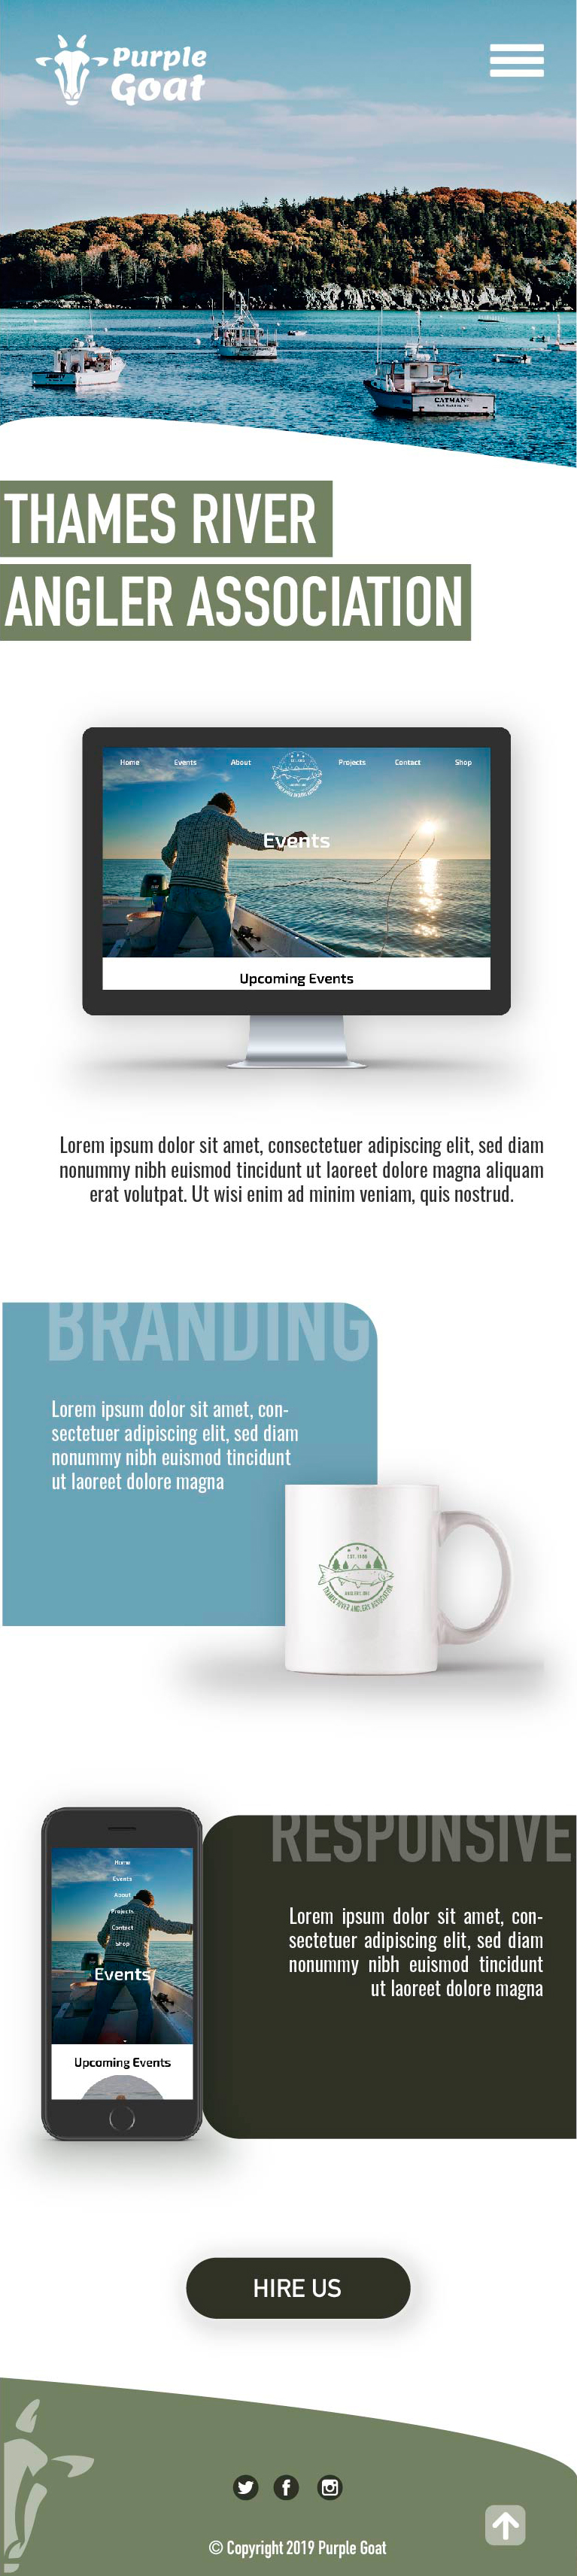 Purple
Goat
CATMAN
THAMES RIVER
ANGLER ASSOCIATION
Home Events About Projects Contact Shop
Events
Upcoming Events
Lorem ipsum dolor sit amet, consectetuer adipiscing elit, sed diam
nonummy nibh euismod tincidunt ut laoreet dolore magna aliquam
erat volutpat. Ut wisi enim ad minim veniam, quis nostrud.
BRANDING
Lorem ipsum dolor sit amet, con-
sectetuer adipiscing elit, sed diam
nonummy nibh euismod tincidunt
ut laoreet dolore magna
THAMES RIVER ANGLERS ASSOCIATION
RESPONSIVE
Lorem ipsum dolor sit amet, con-
sectetuer adipiscing elit, sed diam
nonummy nibh euismod tincidunt
ut laoreet dolore magna
Home
Events
About
Projects
Contact
Shop
Events
Upcoming Events
HIRE US
© Copyright 2019 Purple Goat